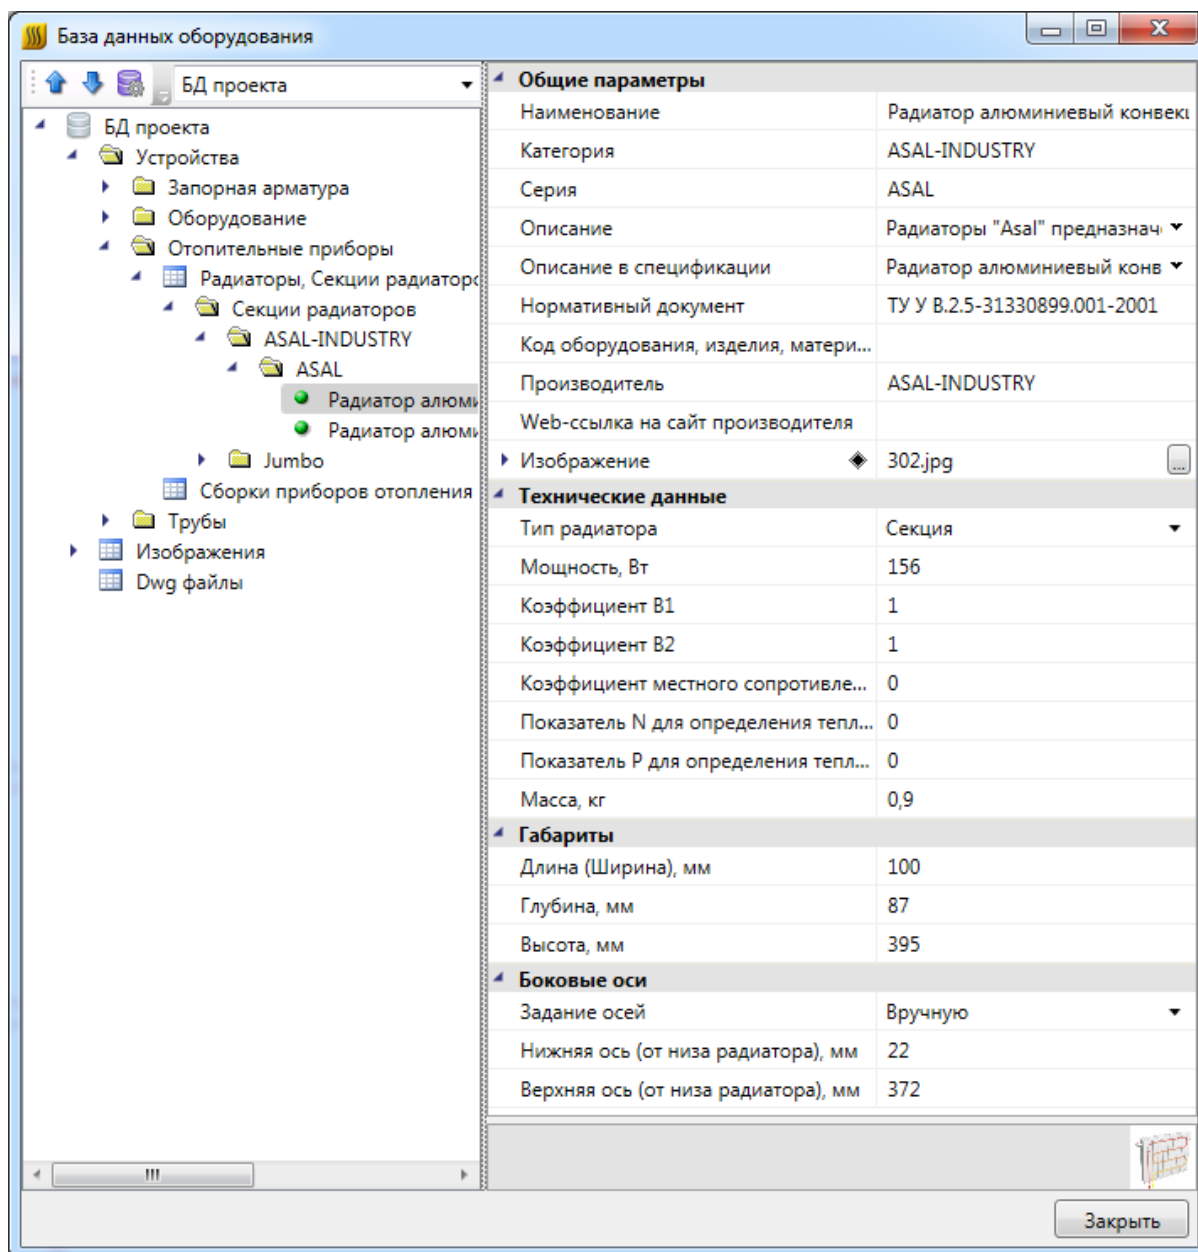 База данных оборудования
БД проекта
БД проекта
Устройства
Запорная арматура
Оборудование
Отопительные приборы
Радиаторы, Секции радиаторо
Секции радиаторов
ASAL-INDUSTRY
ASAL
Радиатор алюми
Радиатор алюми
Jumbo
Сборки приборов отопления
Трубы
Изображения
Dwg файлы
Общие параметры
Наименование Радиатор алюминиевый конвекц
Категория ASAL-INDUSTRY
Серия ASAL
Описание Радиаторы "Asal" предназнач
Описание в спецификации Радиатор алюминиевый конв
Нормативный документ ТУ У В.2.5-31330899.001-2001
Код оборудования, изделия, матери...
Производитель ASAL-INDUSTRY
Web-ссылка на сайт производителя
Изображение 302.jpg ...
Технические данные
Тип радиатора Секция
Мощность, Вт 156
Коэффициент B1 1
Коэффициент B2 1
Коэффициент местного сопротивле... 0
Показатель N для определения тепл... 0
Показатель P для определения тепл... 0
Масса, кг 0,9
Габариты
Длина (Ширина), мм 100
Глубина, мм 87
Высота, мм 395
Боковые оси
Задание осей Вручную
Нижняя ось (от низа радиатора), мм 22
Верхняя ось (от низа радиатора), мм 372
Закрыть